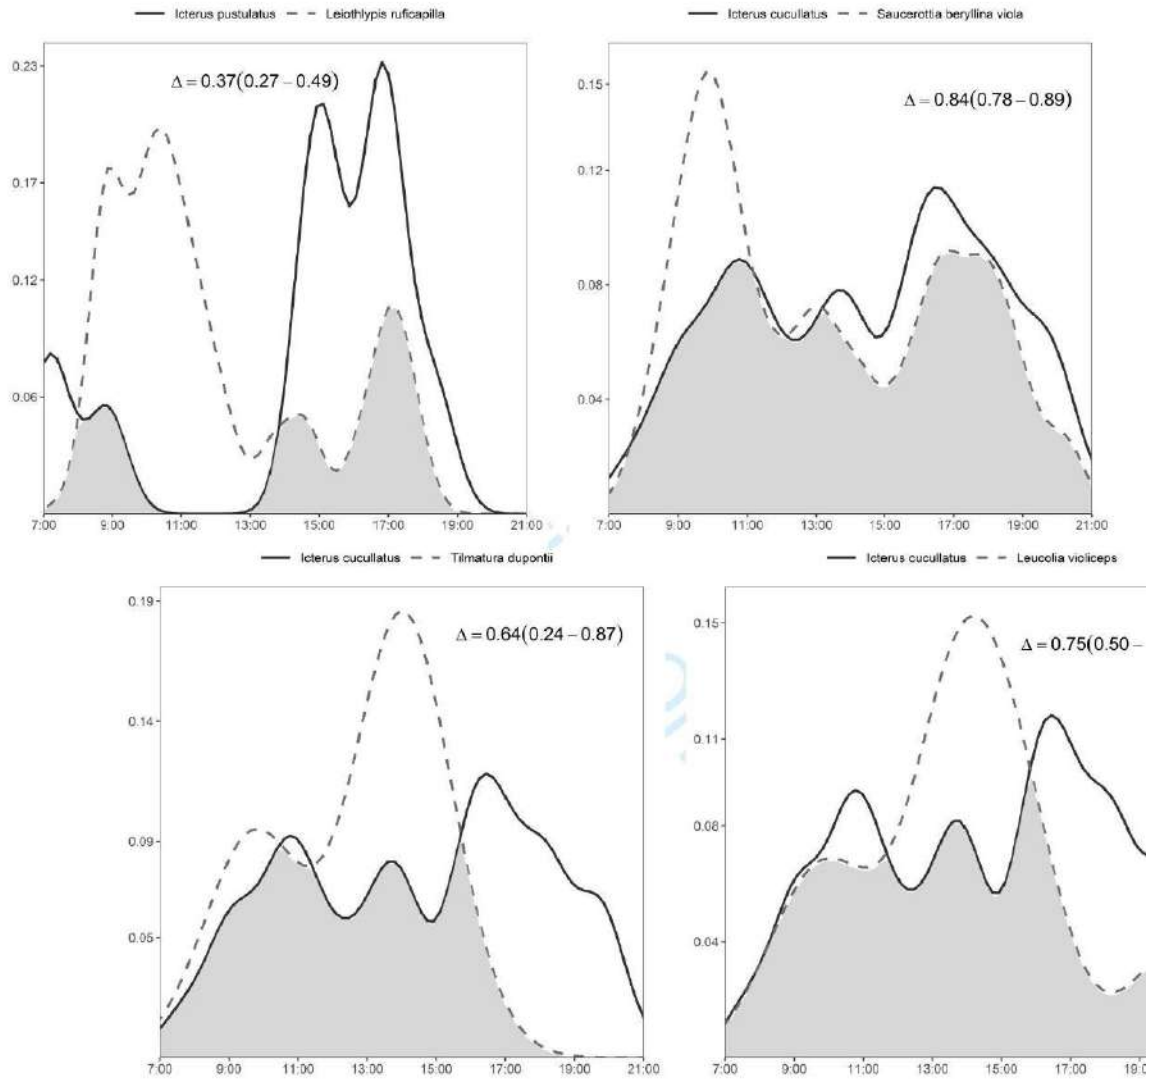 Icterus pustulatus Leiothlypis ruficapilla
0.23
0.17
0.12
0.06
Δ = 0.37(0.27 – 0.49)
7:00 9:00 11:00 13:00 15:00 17:00 19:00 21:00
Icterus cucullatus Saucerottia beryllina viola
0.15
0.12
0.08
0.04
Δ = 0.84(0.78 – 0.89)
7:00 9:00 11:00 13:00 15:00 17:00 19:00 21:00
Icterus cucullatus Tilmatura dupontii
0.19
0.14
0.09
0.05
Δ = 0.64(0.24 – 0.87)
7:00 9:00 11:00 13:00 15:00 17:00 19:00 21:00
Icterus cucullatus Leucolia violiceps
0.15
0.11
0.08
0.04
Δ = 0.75(0.50 –
7:00 9:00 11:00 13:00 15:00 17:00 19:0